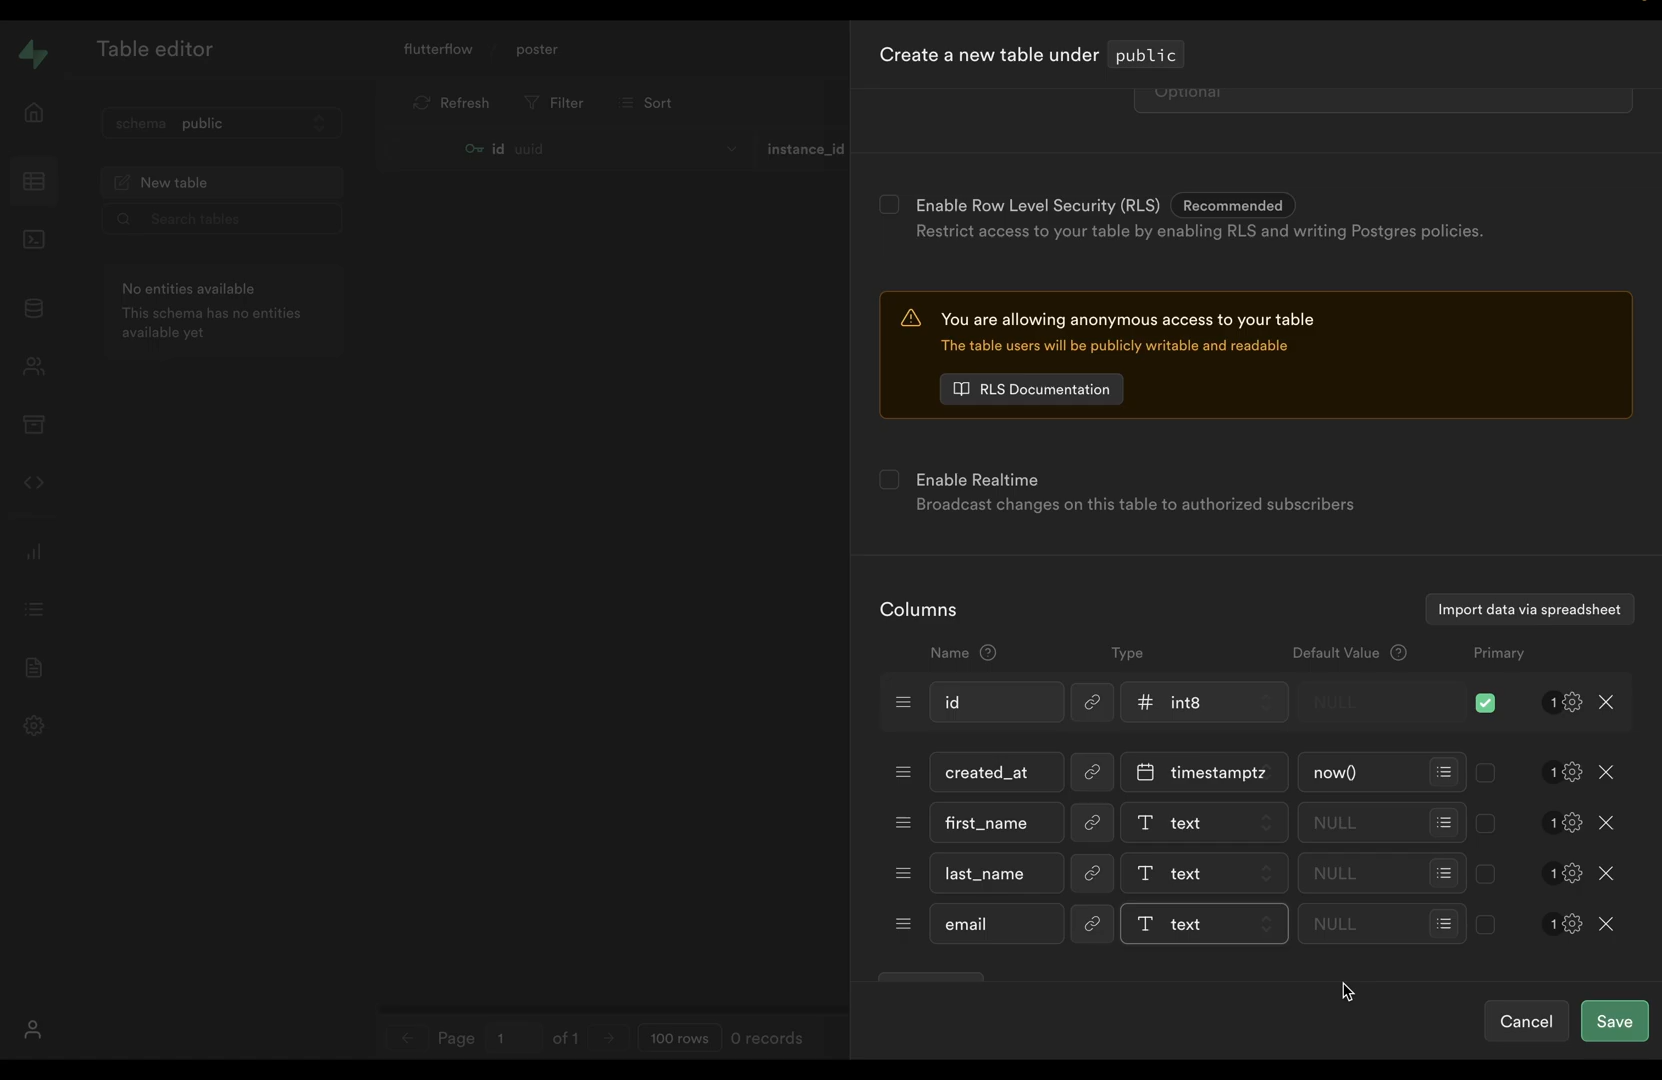 Table editor
flutterflow / poster
schema public
New table
Search tables
No entities available
This schema has no entities
available yet
Refresh Filter Sort
id uuid instance_id
Page 1 of 1 100 rows 0 records
Create a new table under public
Optional
Enable Row Level Security (RLS) Recommended
Restrict access to your table by enabling RLS and writing Postgres policies.
You are allowing anonymous access to your table
The table users will be publicly writable and readable
RLS Documentation
Enable Realtime
Broadcast changes on this table to authorized subscribers
Columns Import data via spreadsheet
Name ? Type Default Value ? Primary
id # int8 NULL 1
created_at timestamptz now() 1
first_name T text NULL 1
last_name T text NULL 1
email T text NULL 1
Cancel Save